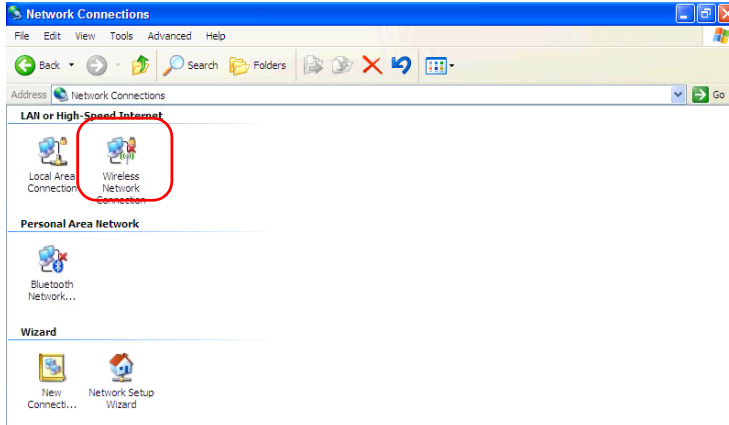 Network Connections
File Edit View Tools Advanced Help
Back Search Folders
Address Network Connections Go
LAN or High-Speed Internet
Local Area Connection
Wireless Network Connection
Personal Area Network
Bluetooth Network...
Wizard
New Connecti...
Network Setup Wizard